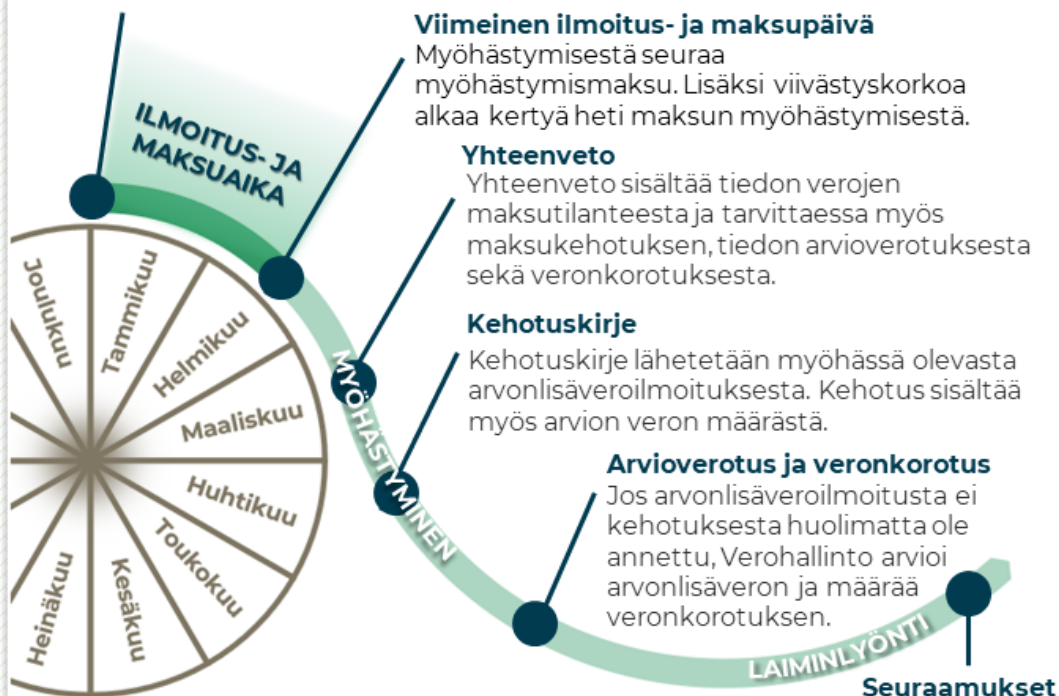 Viimeinen ilmoitus- ja maksupäivä
Myöhästymisestä seuraa
myöhästymismaksu. Lisäksi viivästyskorkoa
alkaa kertyä heti maksun myöhästymisestä.
ILMOITUS- JA
MAKSUAIKA
Yhteenveto
Yhteenveto sisältää tiedon verojen
maksutilanteesta ja tarvittaessa myös
maksukehotuksen, tiedon arvioverotuksesta
sekä veronkorotuksesta.
Kehotuskirje
Kehotuskirje lähetetään myöhässä olevasta
arvonlisäveroilmoituksesta. Kehotus sisältää
myös arvion veron määrästä.
MYÖHÄSTYMINEN
Arvioverotus ja veronkorotus
Jos arvonlisäveroilmoitusta ei
kehotuksesta huolimatta ole
annettu, Verohallinto arvioi
arvonlisäveron ja määrää
veronkorotuksen.
LAIMINLYÖNTI
Seuraamukset
Joulukuu
Tammikuu
Helmikuu
Maaliskuu
Huhtikuu
Toukokuu
Kesäkuu
Heinäkuu